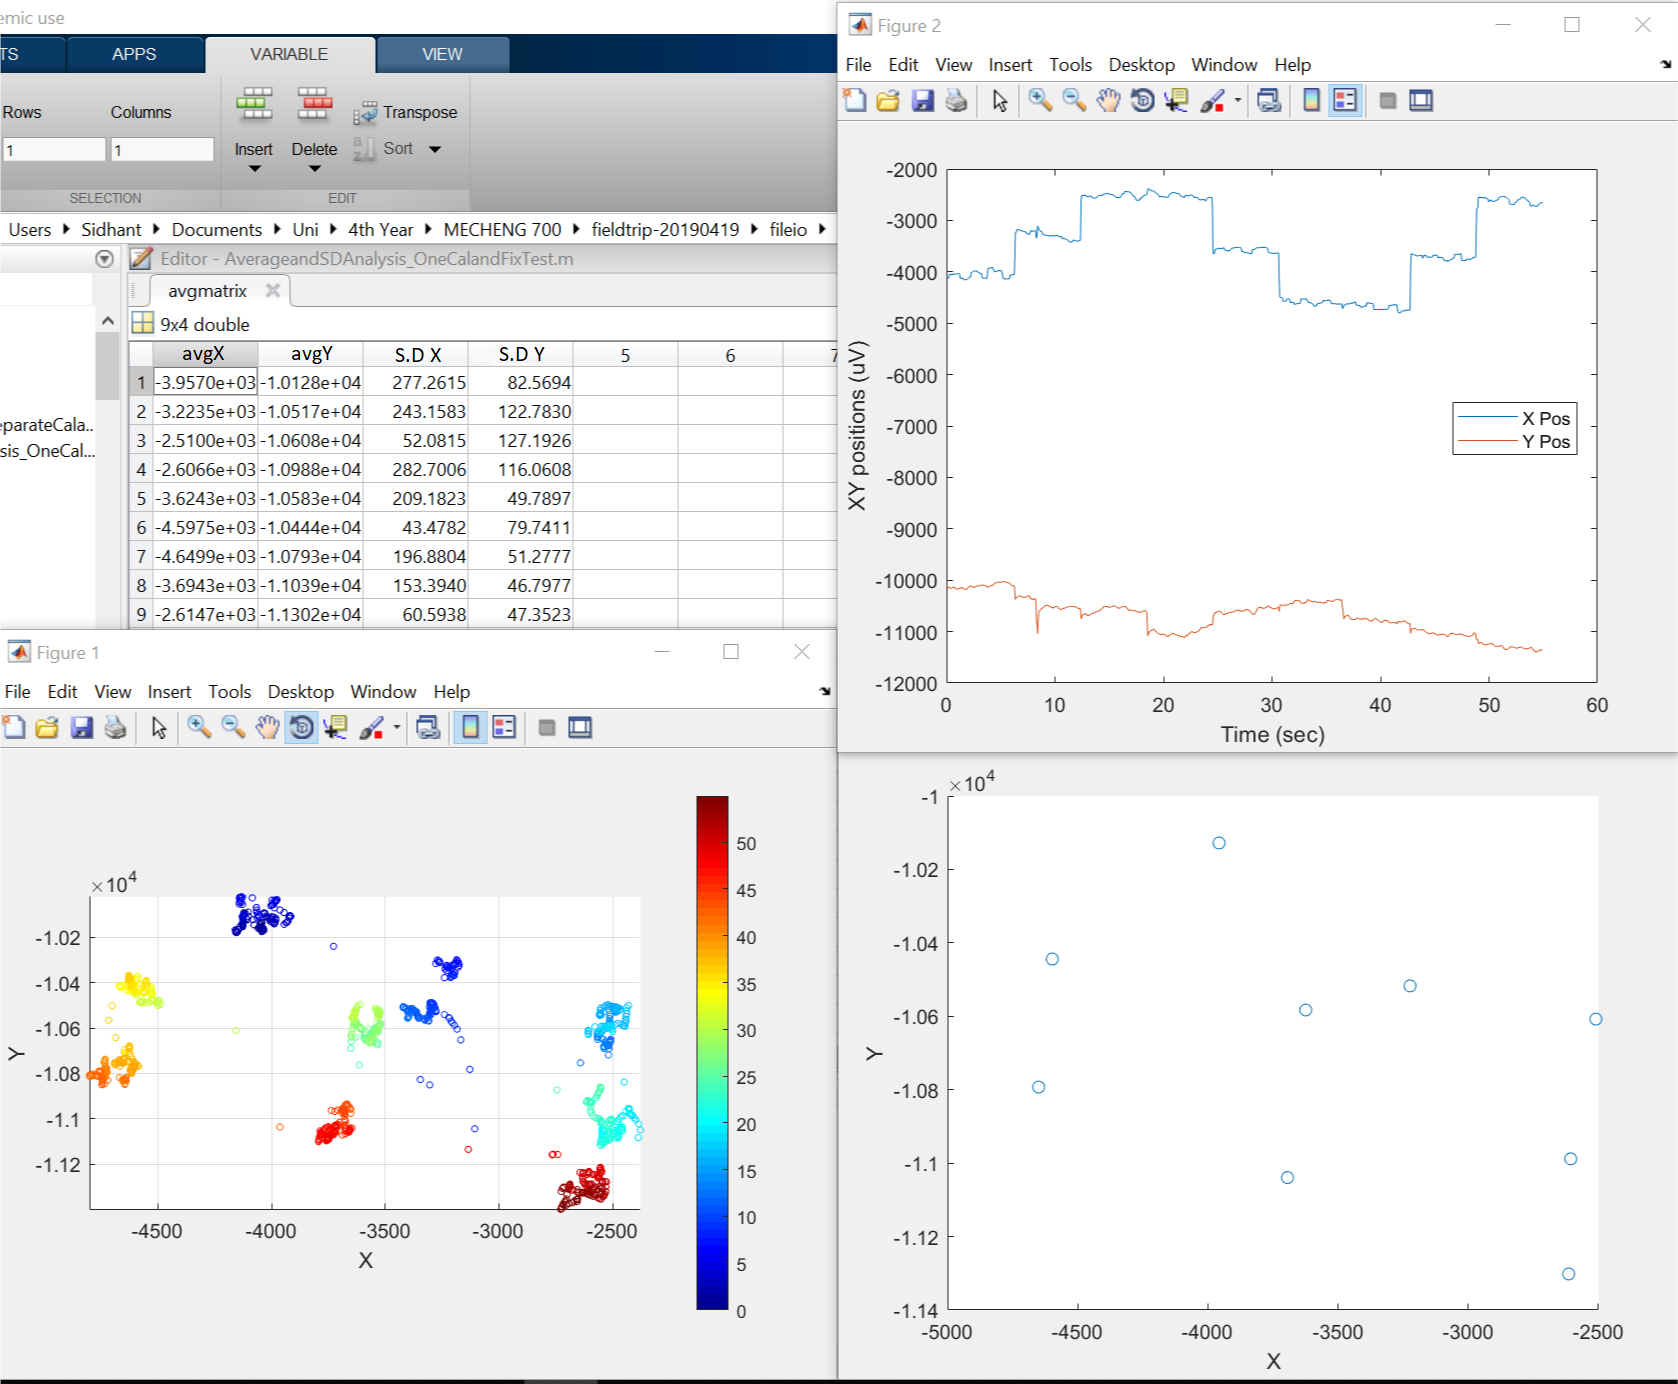 emic use
TS APPS VARIABLE VIEW
Rows Columns
1 1
Insert Delete Transpose Sort
SELECTION EDIT
Users Sidhant Documents Uni 4th Year MECHENG 700 fieldtrip-20190419 fileio
Editor - AverageandSDAnalysis_OneCalandFixTest.m
avgmatrix
9x4 double
avgX avgY S.D X S.D Y 5 6 7
1 -3.9570e+03 -1.0128e+04 277.2615 82.5694
2 -3.2235e+03 -1.0517e+04 243.1583 122.7830
3 -2.5100e+03 -1.0608e+04 52.0815 127.1926
4 -2.6066e+03 -1.0988e+04 282.7006 116.0608
5 -3.6243e+03 -1.0583e+04 209.1823 49.7897
6 -4.5975e+03 -1.0444e+04 43.4782 79.7411
7 -4.6499e+03 -1.0793e+04 196.8804 51.2777
8 -3.6943e+03 -1.1039e+04 153.3940 46.7977
9 -2.6147e+03 -1.1302e+04 60.5938 47.3523
eparateCala..
sis_OneCal...
Figure 2
File Edit View Insert Tools Desktop Window Help
-2000
-3000
-4000
-5000
-6000
-7000
-8000
-9000
-10000
-11000
-12000
XY positions (uV)
X Pos
Y Pos
0 10 20 30 40 50 60
Time (sec)
Figure 1
File Edit View Insert Tools Desktop Window Help
×10^4
-1.02
-1.04
-1.06
-1.08
-1.1
-1.12
Y
-4500 -4000 -3500 -3000 -2500
X
50
45
40
35
30
25
20
15
10
5
0
×10^4
-1
-1.02
-1.04
-1.06
-1.08
-1.1
-1.12
-1.14
Y
-5000 -4500 -4000 -3500 -3000 -2500
X